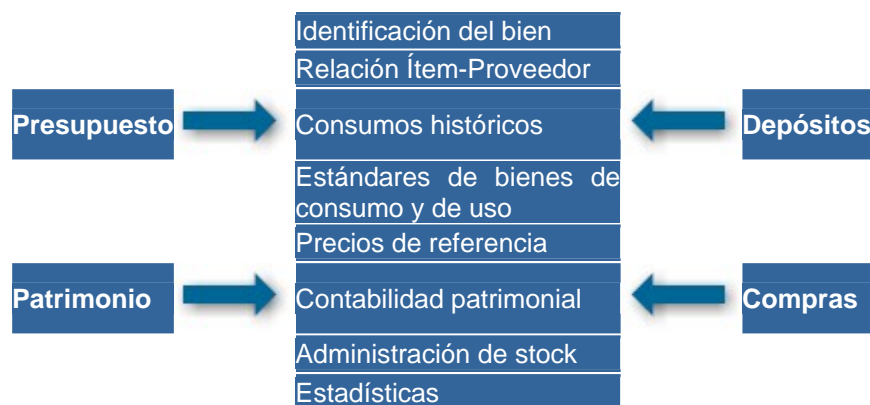 Identificación del bien
Relación Ítem-Proveedor
Presupuesto
Consumos históricos
Depósitos
Estándares de bienes de
consumo y de uso
Precios de referencia
Patrimonio
Contabilidad patrimonial
Compras
Administración de stock
Estadísticas